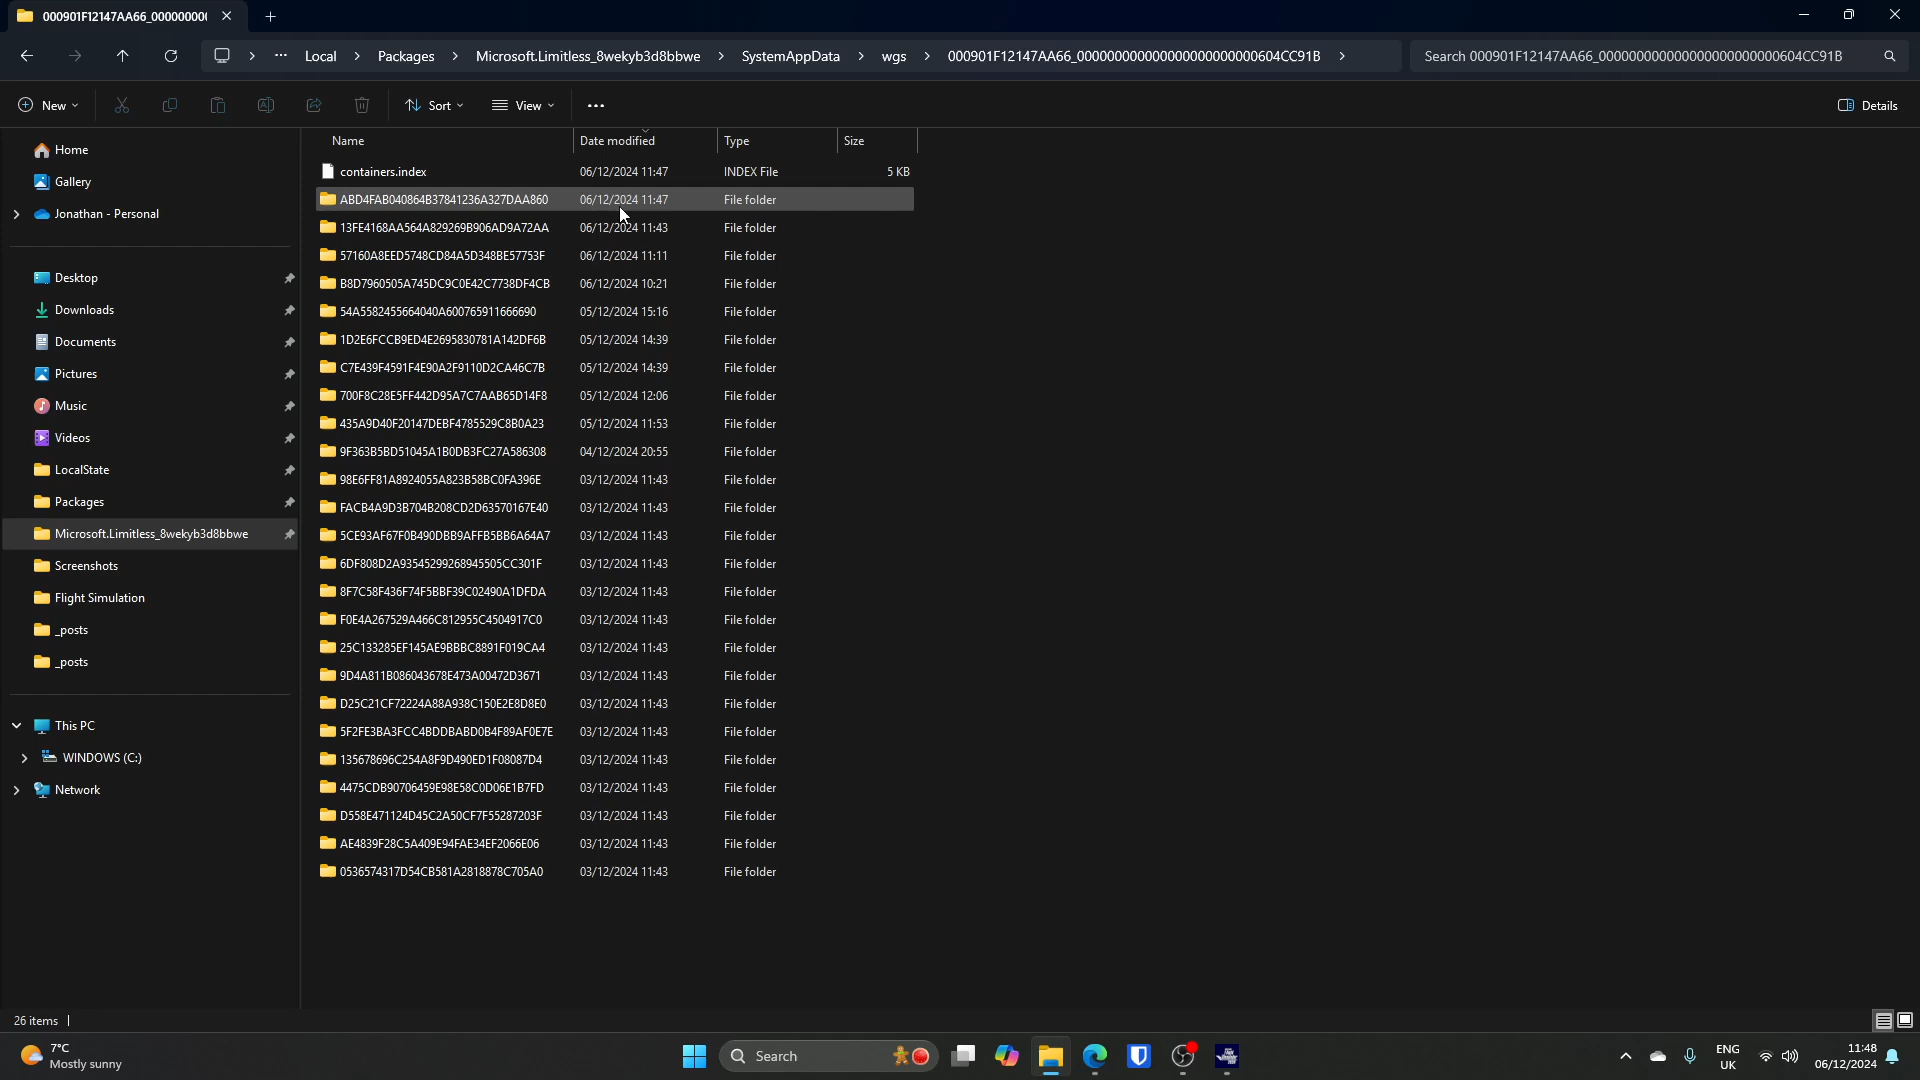 000901F12147AA66_00000000
Local > Packages > Microsoft.Limitless_8wekyb3d8bbwe > SystemAppData > wgs > 000901F12147AA66_0000000000000000000000000604CC91B >
Search 000901F12147AA66_0000000000000000000000000604CC91B
New
Sort
View
Details
Name Date modified Type Size
containers.index 06/12/2024 11:47 INDEX File 5 KB
ABD4FAB040864B37841236A327DAA860 06/12/2024 11:47 File folder
13FE4168AA564A829269B906AD9A72AA 06/12/2024 11:43 File folder
57160A8EED5748CD84A5D348BE57753F 06/12/2024 11:11 File folder
B8D7960505A745DC9C0E42C7738DF4CB 06/12/2024 10:21 File folder
54A5582455664040A600765911666690 05/12/2024 15:16 File folder
1D2E6FCCB9ED4E2695830781A142DF6B 05/12/2024 14:39 File folder
C7E439F4591F4E90A2F9110D2CA46C7B 05/12/2024 14:39 File folder
700F8C28E5FF442D95A7C7AAB65D14F8 05/12/2024 12:06 File folder
435A9D40F20147DEBF4785529C8B0A23 05/12/2024 11:53 File folder
9F363B5BD51045A1B0DB3FC27A586308 04/12/2024 20:55 File folder
98E6FF81A8924055A823B58BC0FA396E 03/12/2024 11:43 File folder
FACB4A9D3B704B208CD2D63570167E40 03/12/2024 11:43 File folder
5CE93AF67F0B490DBB9AFFB5BB6A64A7 03/12/2024 11:43 File folder
6DF808D2A93545299268945505CC301F 03/12/2024 11:43 File folder
8F7C58F436F74F5BBF39C02490A1DFDA 03/12/2024 11:43 File folder
F0E4A267529A466C812955C4504917C0 03/12/2024 11:43 File folder
25C133285EF145AE9BBBC8891F019CA4 03/12/2024 11:43 File folder
9D4A811B086043678E473A00472D3671 03/12/2024 11:43 File folder
D25C21CF72224A88A938C150E2E8D8E0 03/12/2024 11:43 File folder
5F2FE3BA3FCC4BDDBABD0B4F89AF0E7E 03/12/2024 11:43 File folder
135678696C254A8F9D490ED1F08087D4 03/12/2024 11:43 File folder
4475CDB90706459E98E58C0D06E1B7FD 03/12/2024 11:43 File folder
D558E471124D45C2A50CF7F55287203F 03/12/2024 11:43 File folder
AE4839F28C5A409E94FAE34EF2066E06 03/12/2024 11:43 File folder
0536574317D54CB581A2818878C705A0 03/12/2024 11:43 File folder
Home
Gallery
Jonathan - Personal
Desktop
Downloads
Documents
Pictures
Music
Videos
LocalState
Packages
Microsoft.Limitless_8wekyb3d8bbwe
Screenshots
Flight Simulation
_posts
_posts
This PC
WINDOWS (C:)
Network
26 items
7°C
Mostly sunny
Search
ENG
UK
11:48
06/12/2024